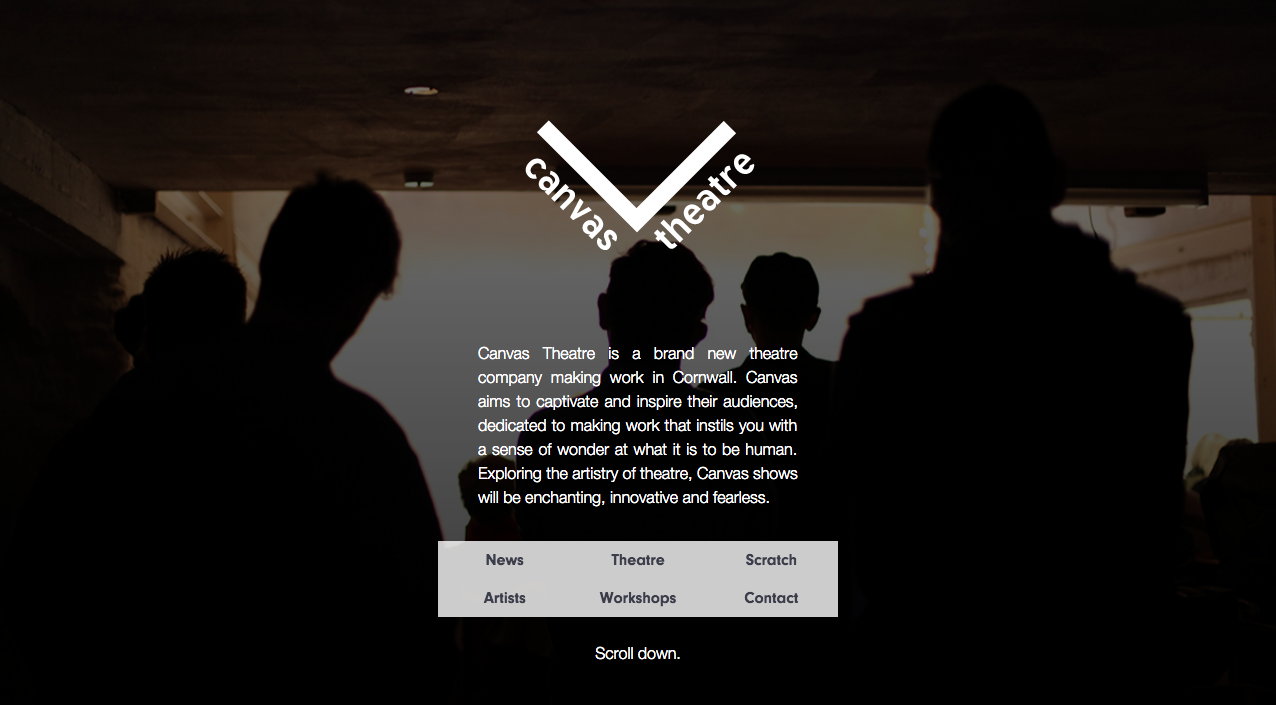 canvas theatre
Canvas Theatre is a brand new theatre
company making work in Cornwall. Canvas
aims to captivate and inspire their audiences,
dedicated to making work that instils you with
a sense of wonder at what it is to be human.
Exploring the artistry of theatre, Canvas shows
will be enchanting, innovative and fearless.
News Theatre Scratch
Artists Workshops Contact
Scroll down.